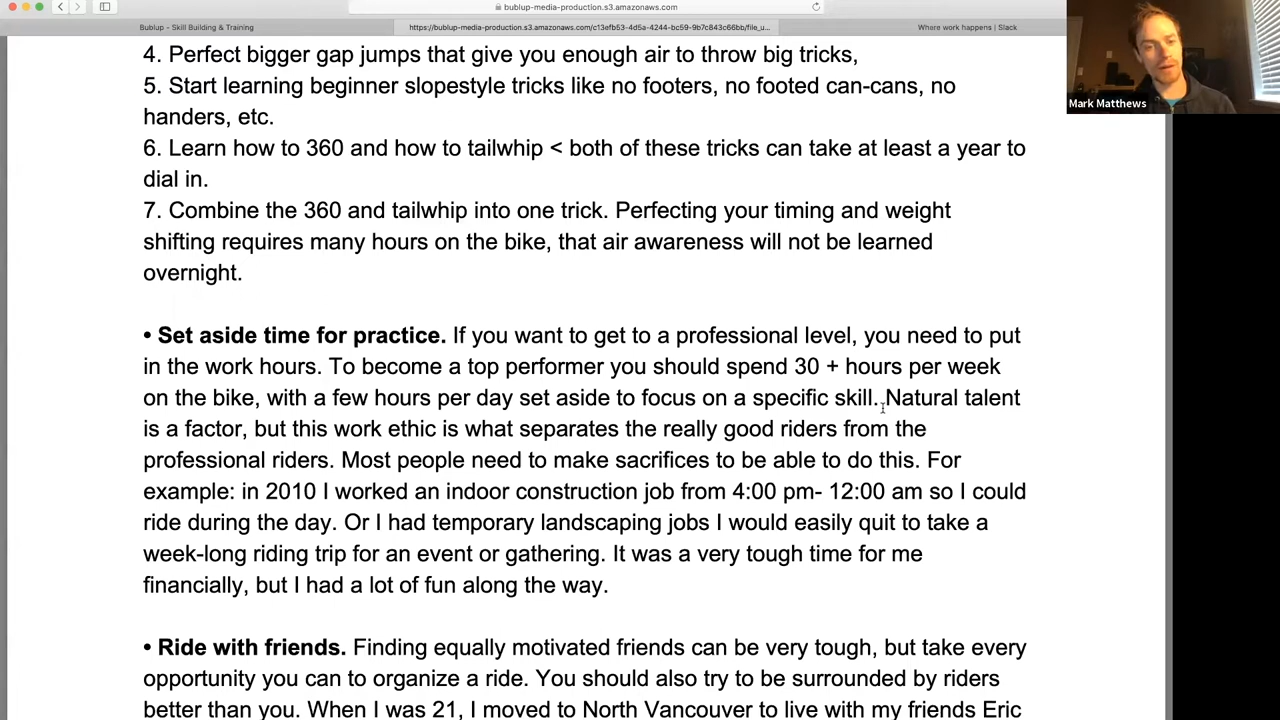 bublup-media-production.s3.amazonaws.com
Bublup - Skill Building & Training
https://bublup-media-production.s3.amazonaws.com/c13efb53-4d5a-4244-bc59-9b7c843c66bb/file_u...
Where work happens | Slack
Mark Matthews
4. Perfect bigger gap jumps that give you enough air to throw big tricks,
5. Start learning beginner slopestyle tricks like no footers, no footed can-cans, no
handers, etc.
6. Learn how to 360 and how to tailwhip < both of these tricks can take at least a year to
dial in.
7. Combine the 360 and tailwhip into one trick. Perfecting your timing and weight
shifting requires many hours on the bike, that air awareness will not be learned
overnight.
• Set aside time for practice. If you want to get to a professional level, you need to put
in the work hours. To become a top performer you should spend 30 + hours per week
on the bike, with a few hours per day set aside to focus on a specific skill. Natural talent
is a factor, but this work ethic is what separates the really good riders from the
professional riders. Most people need to make sacrifices to be able to do this. For
example: in 2010 I worked an indoor construction job from 4:00 pm- 12:00 am so I could
ride during the day. Or I had temporary landscaping jobs I would easily quit to take a
week-long riding trip for an event or gathering. It was a very tough time for me
financially, but I had a lot of fun along the way.
• Ride with friends. Finding equally motivated friends can be very tough, but take every
opportunity you can to organize a ride. You should also try to be surrounded by riders
better than you. When I was 21, I moved to North Vancouver to live with my friends Eric